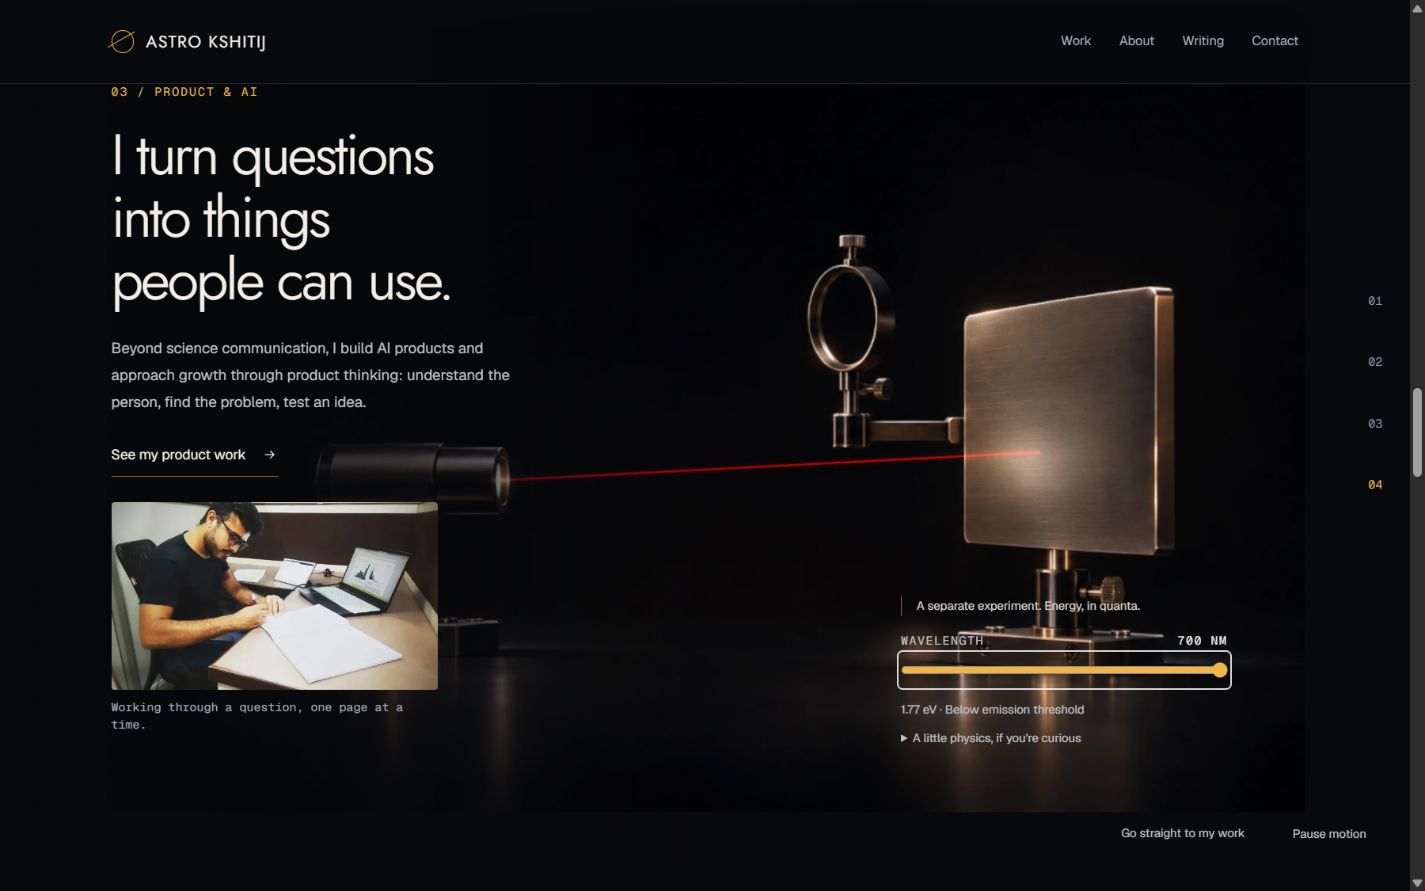 ASTRO KSHITIJ
Work
About
Writing
Contact
03 / PRODUCT & AI
I turn questions
into things
people can use.
Beyond science communication, I build AI products and
approach growth through product thinking: understand the
person, find the problem, test an idea.
See my product work →
Working through a question, one page at a
time.
A separate experiment. Energy, in quanta.
WAVELENGTH
700 NM
1.77 eV · Below emission threshold
▶ A little physics, if you're curious
01
02
03
04
Go straight to my work
Pause motion